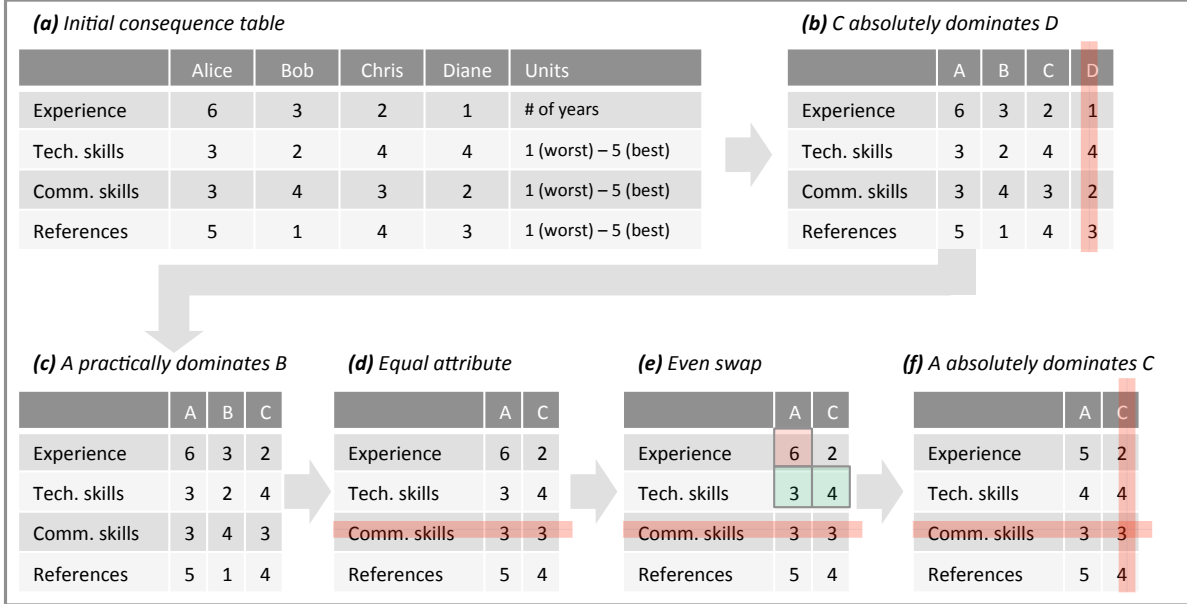 (a) Initial consequence table
Alice Bob Chris Diane Units
Experience 6 3 2 1 # of years
Tech. skills 3 2 4 4 1 (worst) – 5 (best)
Comm. skills 3 4 3 2 1 (worst) – 5 (best)
References 5 1 4 3 1 (worst) – 5 (best)
(b) C absolutely dominates D
A B C D
Experience 6 3 2 1
Tech. skills 3 2 4 4
Comm. skills 3 4 3 2
References 5 1 4 3
(c) A practically dominates B
A B C
Experience 6 3 2
Tech. skills 3 2 4
Comm. skills 3 4 3
References 5 1 4
(d) Equal attribute
A C
Experience 6 2
Tech. skills 3 4
Comm. skills 3 3
References 5 4
(e) Even swap
A C
Experience 6 2
Tech. skills 3 4
Comm. skills 3 3
References 5 4
(f) A absolutely dominates C
A C
Experience 5 2
Tech. skills 4 4
Comm. skills 3 3
References 5 4